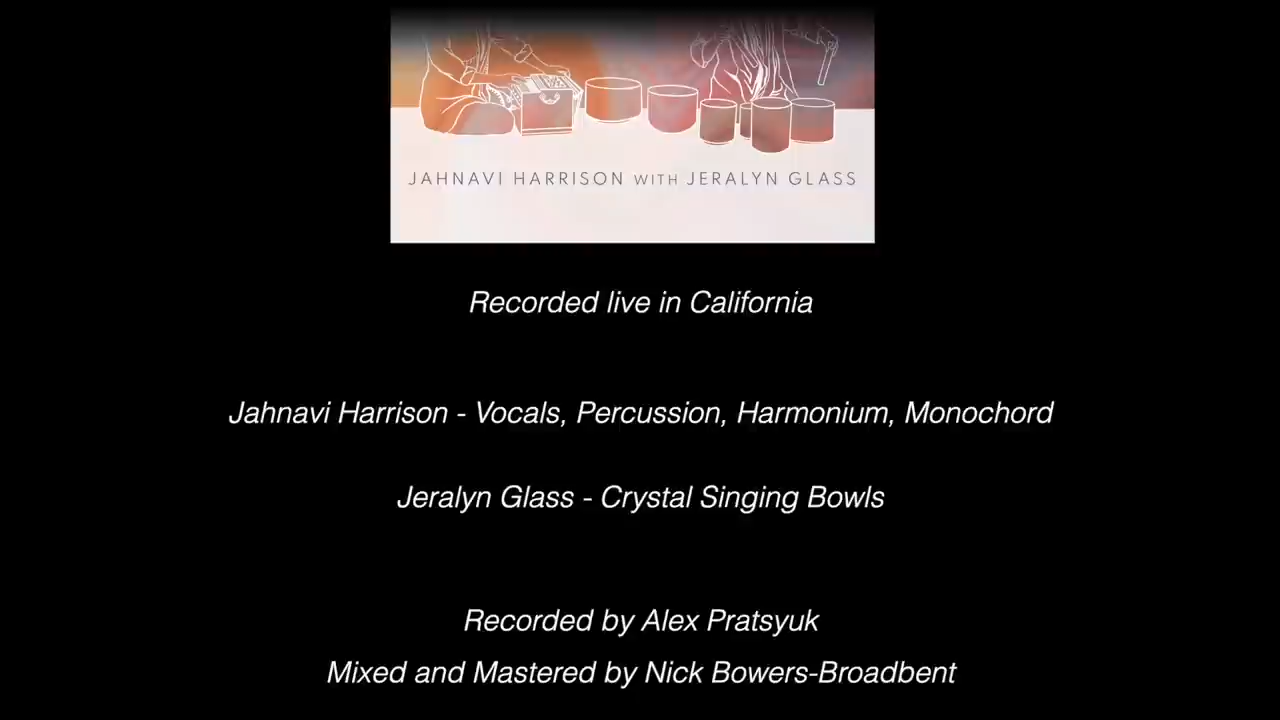 JAHNAVI HARRISON WITH JERALYN GLASS
Recorded live in California
Jahnavi Harrison - Vocals, Percussion, Harmonium, Monochord
Jeralyn Glass - Crystal Singing Bowls
Recorded by Alex Pratsyuk
Mixed and Mastered by Nick Bowers-Broadbent